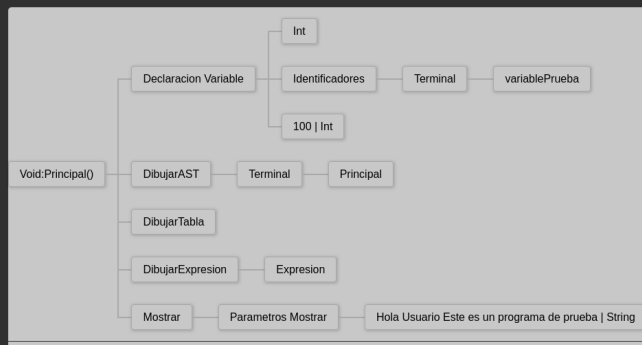 Int
Declaracion Variable
Identificadores
Terminal
variablePrueba
100 | Int
Void:Principal()
DibujarAST
Terminal
Principal
DibujarTabla
DibujarExpresion
Expresion
Mostrar
Parametros Mostrar
Hola Usuario Este es un programa de prueba | String